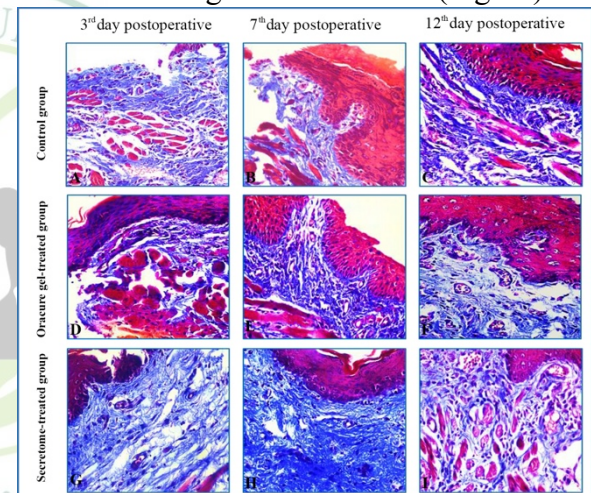 3rd day postoperative 7th day postoperative 12th day postoperative
Control group
A B C
Oracure gel-treated group
D E F
Secretome-treated group
G H I